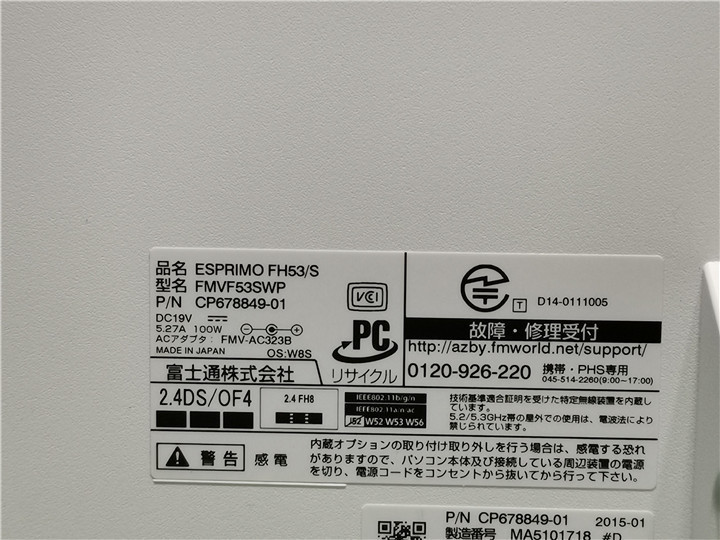 品名 ESPRIMO FH53/S
型名 FMVF53SWP
P/N CP678849-01
DC19V
5.27A 100W
ACアダプタ： FMV-AC323B
MADE IN JAPAN
OS:W8S
VCCI
PC
リサイクル
T D14-0111005
故障・修理受付
http://azby.fmworld.net/support/
0120-926-220 携帯・PHS専用
045-514-2260(9:00~17:00)
富士通株式会社
2.4DS/OF4
2.4 FH8
IEEE802.11b/g/n
IEEE802.11a/n/ac
J52 W52 W53 W56
技術基準適合証明を受けた特定無線装置を内蔵し
ています。
5.2/5.3GHz帯の屋外での使用は、電波法により
禁じられています。
警告 感電
内蔵オプションの取り付け取り外しを行う場合は、感電する恐れ
がありますので、パソコン本体及び接続している周辺装置の電源
を切り、電源コードをコンセントから抜いてから行って下さい。
P/N CP678849-01 2015-01
製造番号 MA5101718 #D